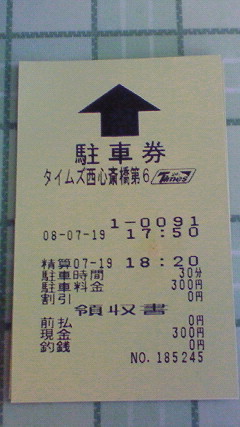 駐車券
タイムズ西心斎橋第6 Times
1-0091
08-07-19 17:50
精算07-19 18:20
駐車時間 30分
駐車料金 300円
割引 0円
領収書
前払 0円
現金 300円
釣銭 0円
NO.185245